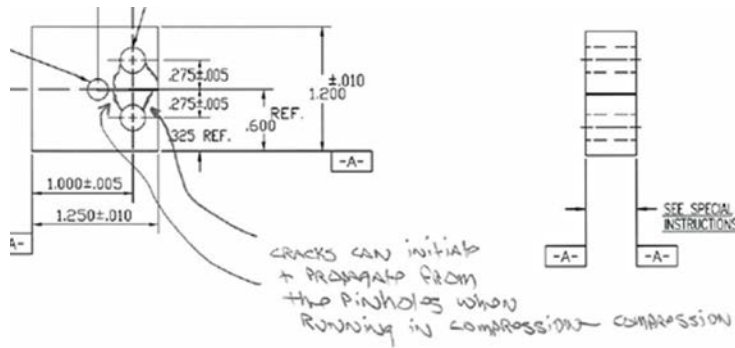 .275±.005
.275±.005
±.010
1.200
REF.
.600
.325 REF.
-A-
1.000±.005
1.250±.010
A-
SEE SPECIAL
INSTRUCTIONS
-A-
-A-
CRACKS CAN initiate
+ PROPAGATE FROM
the PinHOLES WHEN
RUNNING in COMPRESSION- COMPRESSION